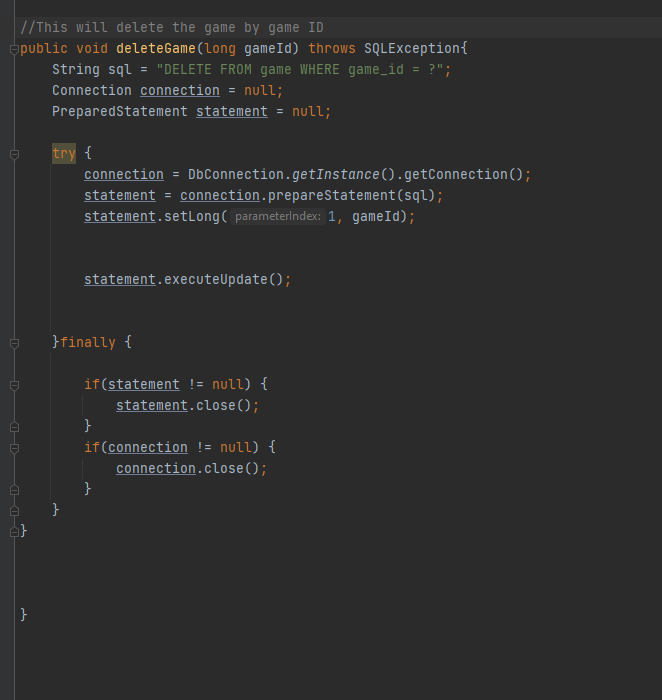 //This will delete the game by game ID
public void deleteGame(long gameId) throws SQLException{
    String sql = "DELETE FROM game WHERE game_id = ?";
    Connection connection = null;
    PreparedStatement statement = null;

    try {
        connection = DbConnection.getInstance().getConnection();
        statement = connection.prepareStatement(sql);
        statement.setLong( parameterIndex: 1, gameId);


        statement.executeUpdate();


    }finally {

        if(statement != null) {
            statement.close();
        }
        if(connection != null) {
            connection.close();
        }
    }
}



}